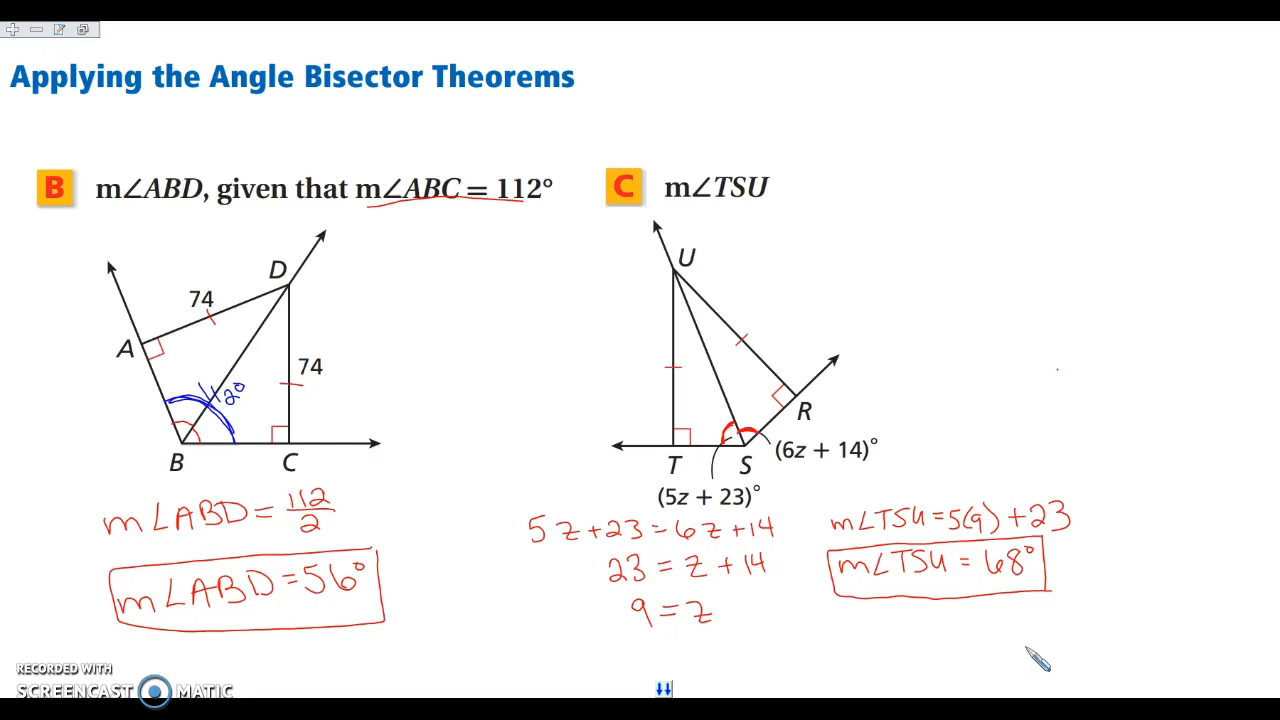 Applying the Angle Bisector Theorems
B m∠ABD, given that m∠ABC = 112°
D
74
A
74
112°
B
C
m∠ABD = 112/2
m∠ABD = 56°
C m∠TSU
U
R
T
S
(6z + 14)°
(5z + 23)°
5z + 23 = 6z + 14
23 = z + 14
9 = z
m∠TSU = 5(9) + 23
m∠TSU = 68°
RECORDED WITH
SCREENCAST MATIC